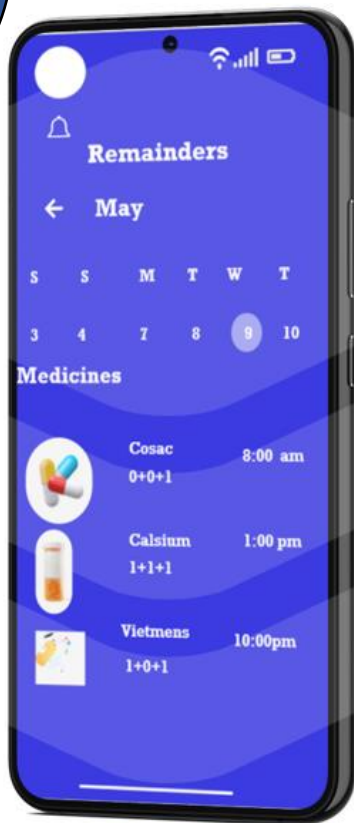 Remainders
← May
S S M T W T
3 4 7 8 9 10
Medicines
Cosac 8:00 am
0+0+1
Calsium 1:00 pm
1+1+1
Vietmens 10:00pm
1+0+1